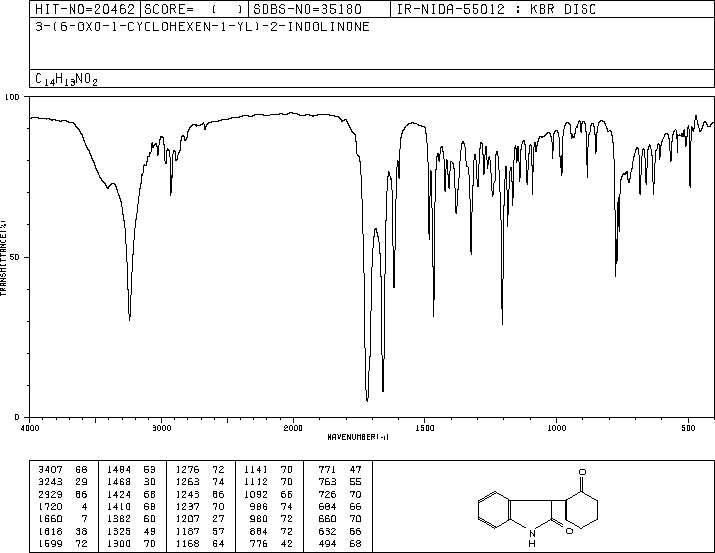 HIT-NO=20462 SCORE= ( ) SDBS-NO=35180 IR-NIDA-55012 : KBR DISC
3-(6-OXO-1-CYCLOHEXEN-1-YL)-2-INDOLINONE
C14H13NO2
100
50
0
TRANSMITTANCE(%)
4000 3000 2000 1500 1000 500
WAVENUMBER(-1)
3407 68 1484 53 1276 72 1141 70 771 47
3243 29 1468 30 1263 74 1112 70 763 55
2929 66 1424 68 1243 66 1092 66 726 70
1720 4 1410 68 1237 70 986 74 684 66
1660 7 1382 60 1207 27 980 72 660 70
1618 38 1325 49 1187 57 884 72 632 66
1599 72 1300 70 1168 64 776 42 494 68
O
O
N
H